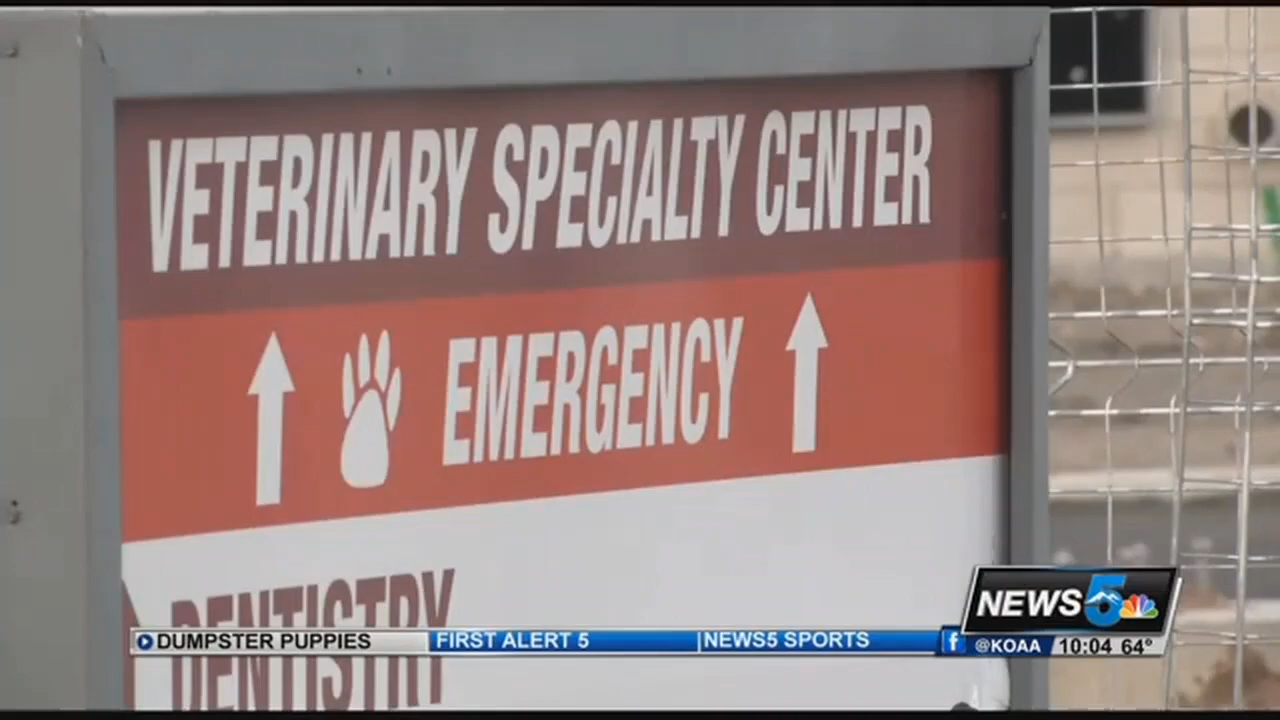 VETERINARY SPECIALTY CENTER
EMERGENCY
DENTISTRY
DUMPSTER PUPPIES
FIRST ALERT 5
NEWS5 SPORTS
NEWS5
f @KOAA 10:04 64°